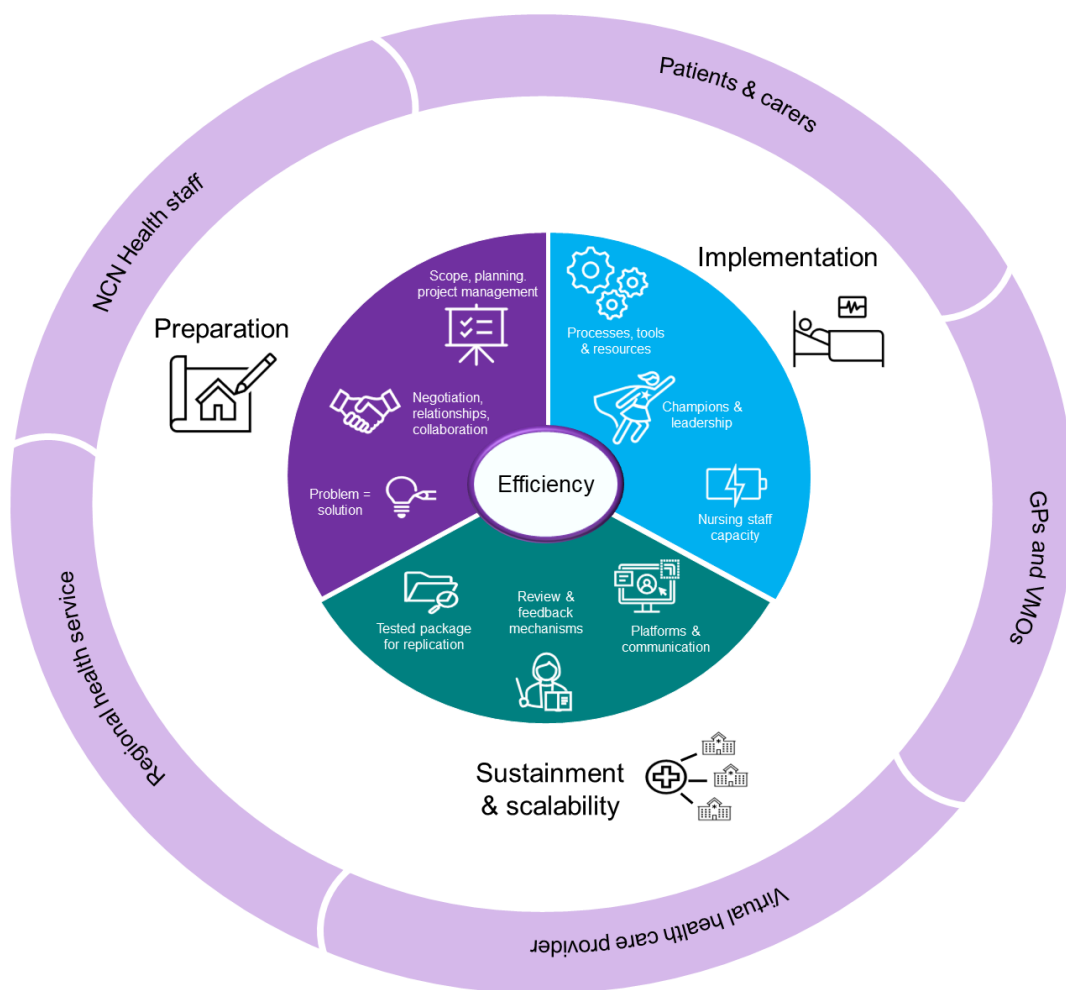 Patients & carers
NCN Health staff
GPs and VMOs
Regional health service
Virtual health care provider
Preparation
Implementation
Sustainment
& scalability
Scope, planning.
project management
Negotiation,
relationships,
collaboration
Problem =
solution
Processes, tools
& resources
Champions &
leadership
Nursing staff
capacity
Efficiency
Tested package
for replication
Review &
feedback
mechanisms
Platforms &
communication